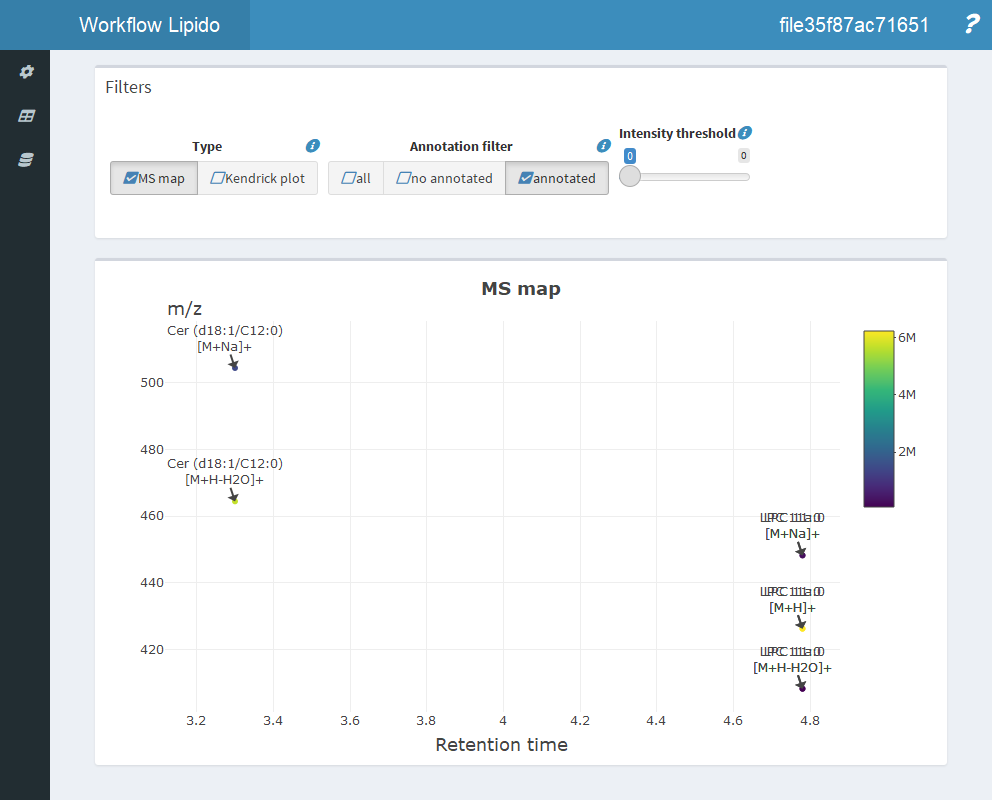 Workflow Lipido
file35f87ac71651
?
Filters
Type
i
Annotation filter
i
Intensity threshold
i
0
0
MS map
Kendrick plot
all
no annotated
annotated
MS map
m/z
Cer (d18:1/C12:0)
[M+Na]+
6M
500
4M
480
Cer (d18:1/C12:0)
[M+H-H2O]+
2M
460
[M+Na]+
440
[M+H]+
420
[M+H-H2O]+
3.2
3.4
3.6
3.8
4
4.2
4.4
4.6
4.8
Retention time